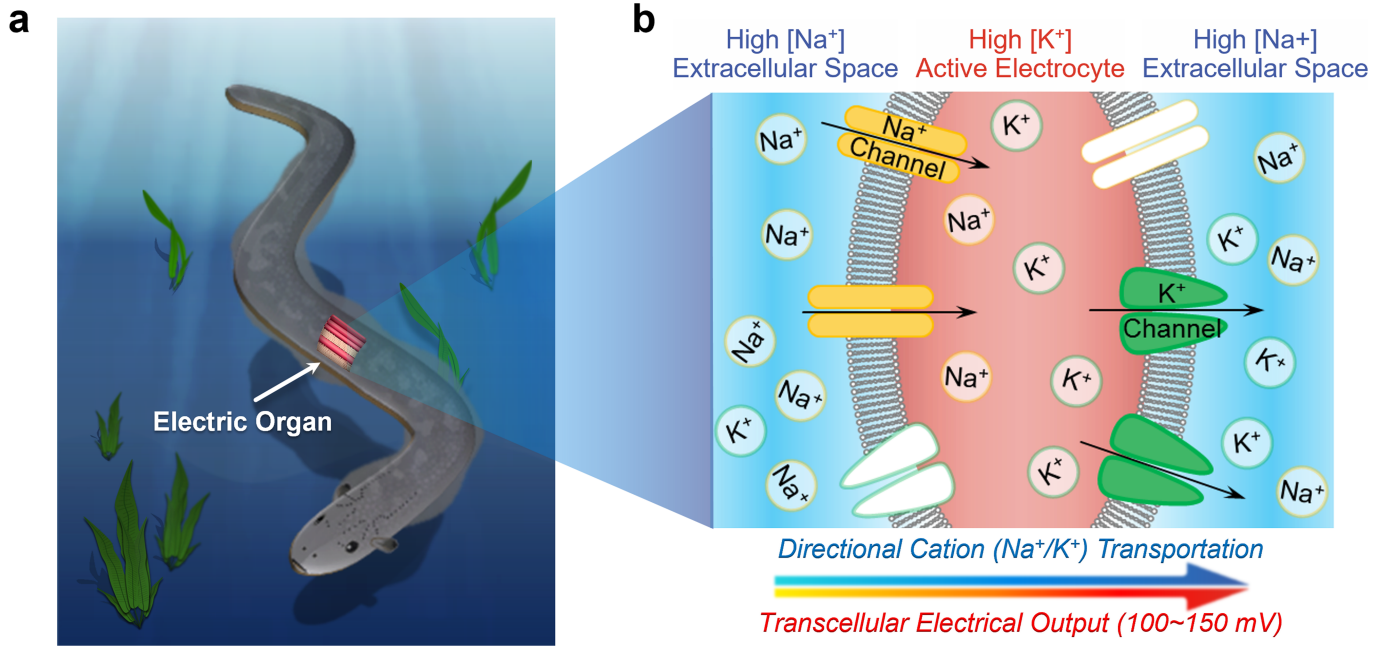 a
Electric Organ
b
High [Na⁺]
Extracellular Space
High [K⁺]
Active Electrocyte
High [Na+]
Extracellular Space
Na⁺
Na⁺
Channel
K⁺
Na⁺
Na⁺
Na⁺
K⁺
K⁺
Na⁺
K⁺
Channel
Na⁺
Na⁺
K⁺
K⁺
Na⁺
K⁺
K⁺
K⁺
Na⁺
Na⁺
Directional Cation (Na⁺/K⁺) Transportation
Transcellular Electrical Output (100~150 mV)